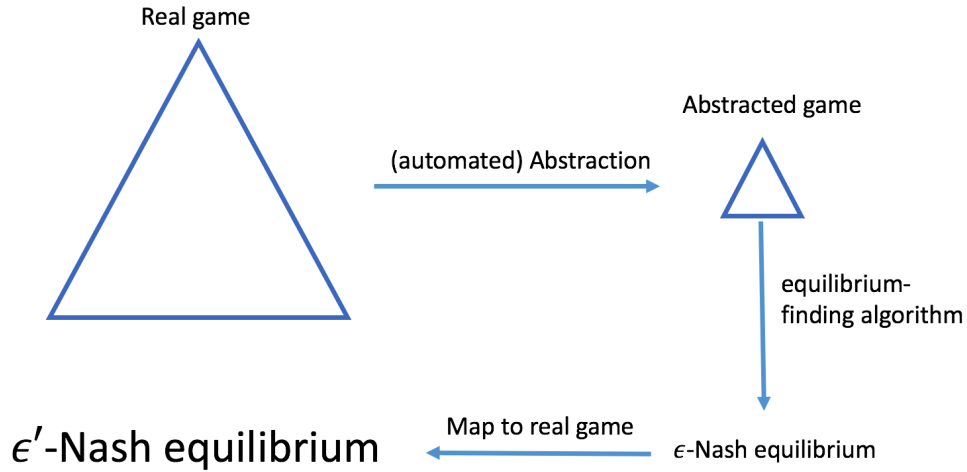 Real game
Abstracted game
(automated) Abstraction
equilibrium-
finding algorithm
Map to real game
ϵ′-Nash equilibrium
ϵ-Nash equilibrium